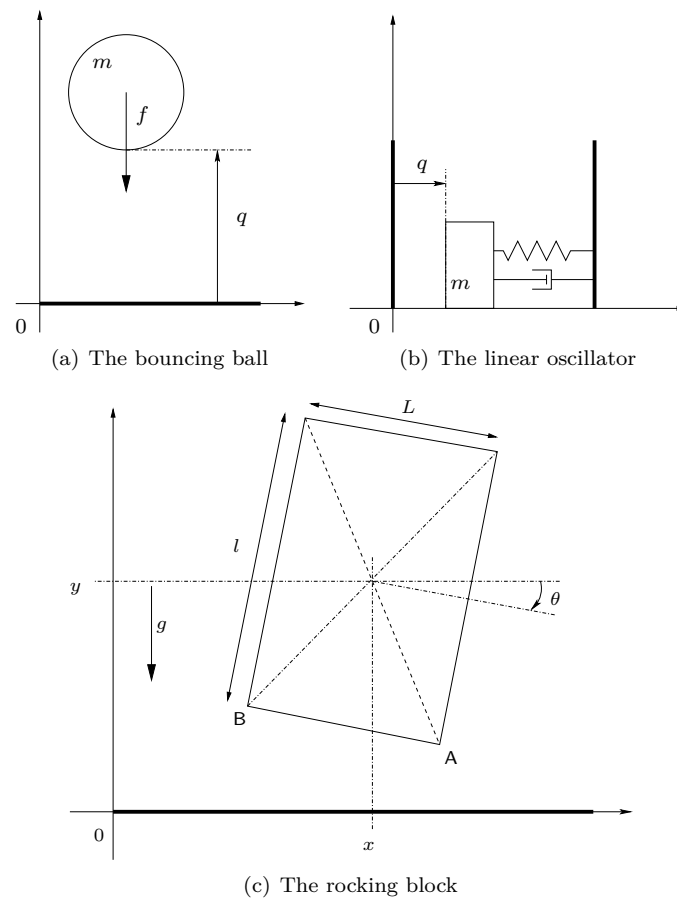 m
f
q
0
(a) The bouncing ball
q
m
0
(b) The linear oscillator
L
l
y
θ
g
B
A
0
x
(c) The rocking block